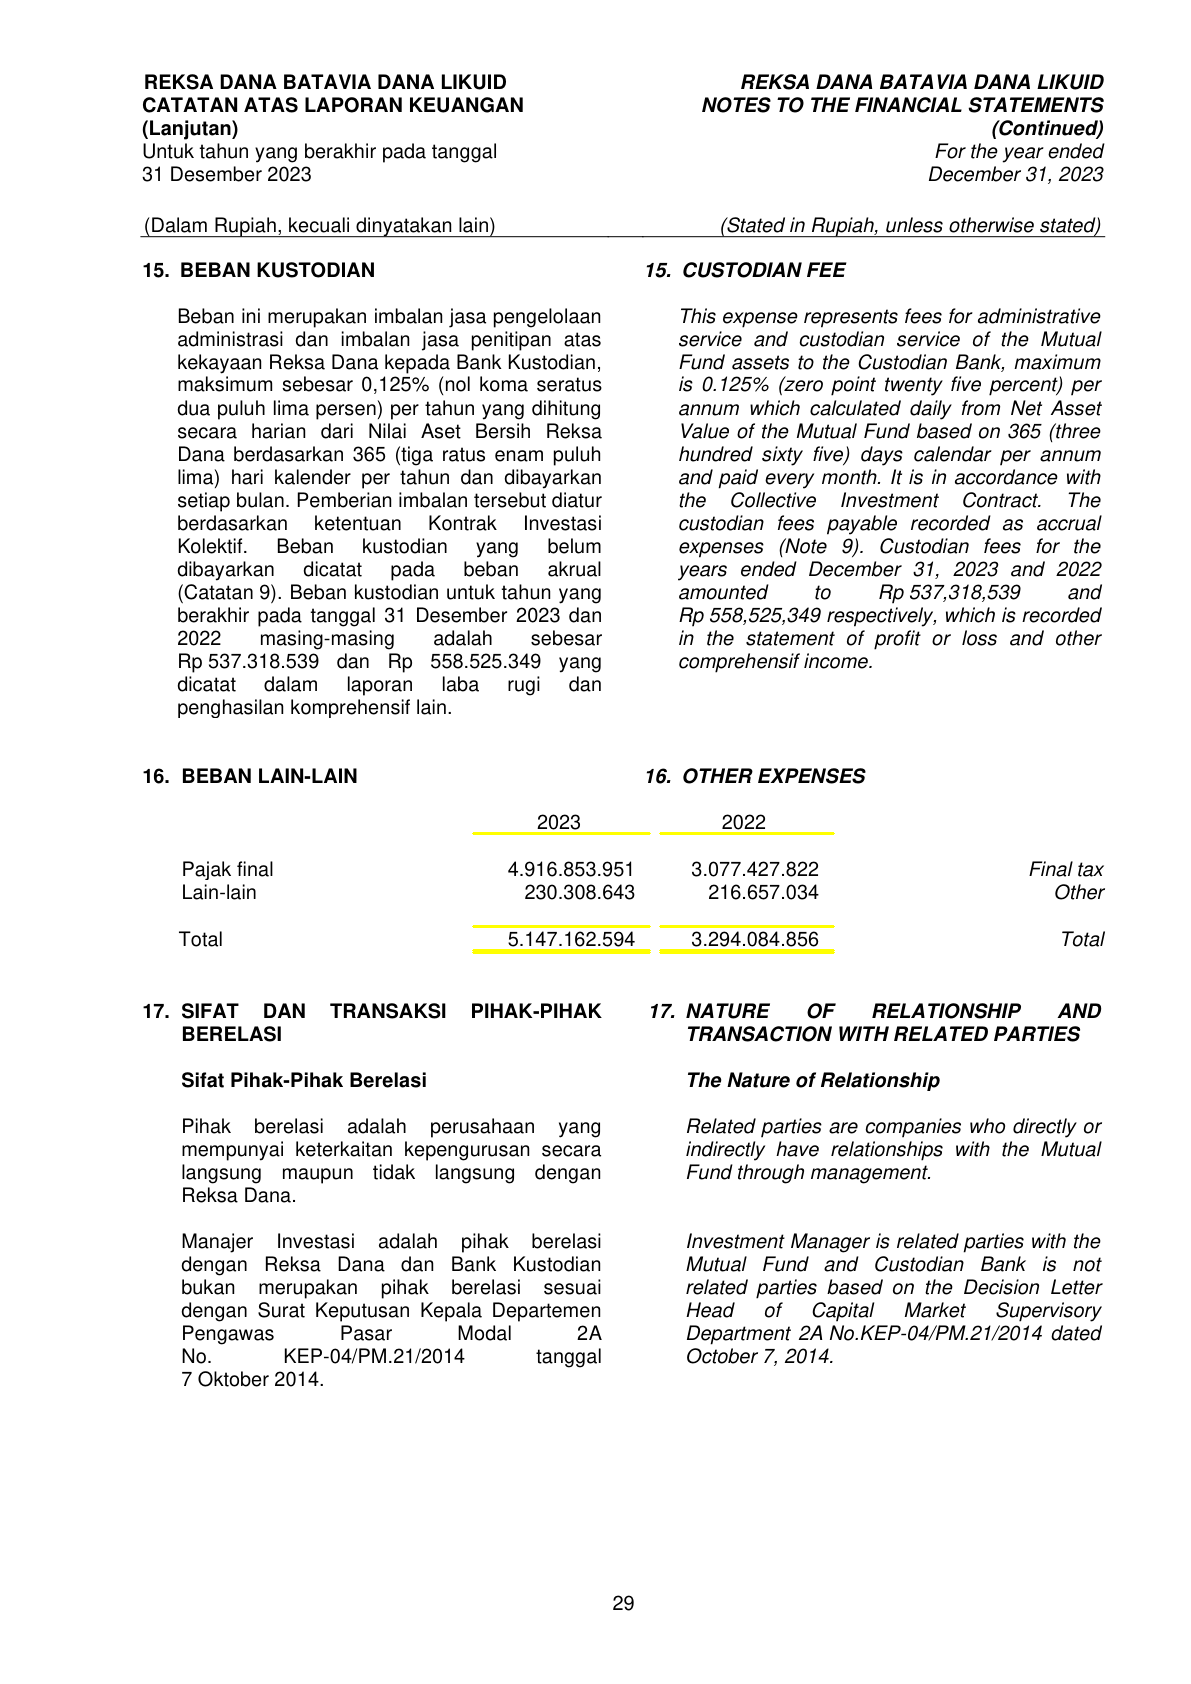 REKSA DANA BATAVIA DANA LIKUID
CATATAN ATAS LAPORAN KEUANGAN
(Lanjutan)
Untuk tahun yang berakhir pada tanggal
31 Desember 2023
(Dalam Rupiah, kecuali dinyatakan lain)
REKSA DANA BATAVIA DANA LIKUID
NOTES TO THE FINANCIAL STATEMENTS
(Continued)
For the year ended
December 31, 2023
(Stated in Rupiah, unless otherwise stated)
15. BEBAN KUSTODIAN
Beban ini merupakan imbalan jasa pengelolaan
administrasi dan imbalan jasa penitipan atas
kekayaan Reksa Dana kepada Bank Kustodian,
maksimum sebesar 0,125% (nol koma seratus
dua puluh lima persen) per tahun yang dihitung
secara harian dari Nilai Aset Bersih Reksa
Dana berdasarkan 365 (tiga ratus enam puluh
lima) hari kalender per tahun dan dibayarkan
setiap bulan. Pemberian imbalan tersebut diatur
berdasarkan ketentuan Kontrak Investasi
Kolektif. Beban kustodian yang belum
dibayarkan dicatat pada beban akrual
(Catatan 9). Beban kustodian untuk tahun yang
berakhir pada tanggal 31 Desember 2023 dan
2022 masing-masing adalah sebesar
Rp 537.318.539 dan Rp 558.525.349 yang
dicatat dalam laporan laba rugi dan
penghasilan komprehensif lain.
15. CUSTODIAN FEE
This expense represents fees for administrative
service and custodian service of the Mutual
Fund assets to the Custodian Bank, maximum
is 0.125% (zero point twenty five percent) per
annum which calculated daily from Net Asset
Value of the Mutual Fund based on 365 (three
hundred sixty five) days calendar per annum
and paid every month. It is in accordance with
the Collective Investment Contract. The
custodian fees payable recorded as accrual
expenses (Note 9). Custodian fees for the
years ended December 31, 2023 and 2022
amounted to Rp 537,318,539 and
Rp 558,525,349 respectively, which is recorded
in the statement of profit or loss and other
comprehensif income.
16. BEBAN LAIN-LAIN 16. OTHER EXPENSES
2023 2022
Pajak final 4.916.853.951 3.077.427.822 Final tax
Lain-lain 230.308.643 216.657.034 Other
Total 5.147.162.594 3.294.084.856 Total
17. SIFAT DAN TRANSAKSI PIHAK-PIHAK
BERELASI
Sifat Pihak-Pihak Berelasi
Pihak berelasi adalah perusahaan yang
mempunyai keterkaitan kepengurusan secara
langsung maupun tidak langsung dengan
Reksa Dana.
Manajer Investasi adalah pihak berelasi
dengan Reksa Dana dan Bank Kustodian
bukan merupakan pihak berelasi sesuai
dengan Surat Keputusan Kepala Departemen
Pengawas Pasar Modal 2A
No. KEP-04/PM.21/2014 tanggal
7 Oktober 2014.
17. NATURE OF RELATIONSHIP AND
TRANSACTION WITH RELATED PARTIES
The Nature of Relationship
Related parties are companies who directly or
indirectly have relationships with the Mutual
Fund through management.
Investment Manager is related parties with the
Mutual Fund and Custodian Bank is not
related parties based on the Decision Letter
Head of Capital Market Supervisory
Department 2A No.KEP-04/PM.21/2014 dated
October 7, 2014.
29